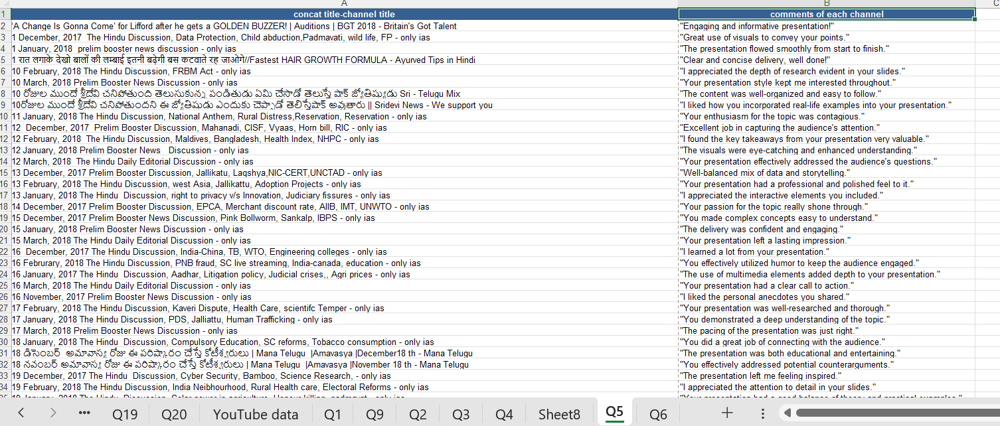 A B C
1 concat title-channel title comments of each channel
2 'A Change Is Gonna Come' for Lifford after he gets a GOLDEN BUZZER! | Auditions | BGT 2018 - Britain's Got Talent "Engaging and informative presentation!"
3 1 December, 2017  The Hindu Discussion, Data Protection, Child abduction,Padmavati, wild life, FP - only ias "Great use of visuals to convey your points."
4 1 January, 2018  prelim booster news discussion - only ias "The presentation flowed smoothly from start to finish."
5 1 रात लगाके देखो बालों की लम्बाई इतनी बढ़ेगी बस कटवाते रह जाओगे//Fastest HAIR GROWTH FORMULA - Ayurved Tips in Hindi "Clear and concise delivery, well done!"
6 10 February, 2018 The Hindu Discussion, FRBM Act - only ias "I appreciated the depth of research evident in your slides."
7 10 March, 2018 Prelim Booster News Discussion - only ias "Your presentation style kept me interested throughout."
8 10 రోజుల ముందే శ్రీదేవి చనిపోతుంది తెలుసుకున్న పండితుడు ఏమి చేసాడో తెలుస్తే షాక్ జ్యోతిష్యుడు Sri - Telugu Mix "The content was well-organized and easy to follow."
9 10రోజుల ముందే శ్రీదేవి చనిపోతుందని ఈ జ్యోతిషుడు ఎందుకు చెప్పాడో తెలిస్తేషాక్ అవుతారు || Sridevi News - We support you "I liked how you incorporated real-life examples into your presentation."
10 11 January, 2018 The Hindu Discussion, National Anthem, Rural Distress,Reservation, Reservation - only ias "Your enthusiasm for the topic was contagious."
11 12  December, 2017  Prelim Booster Discussion, Mahanadi, CISF, Vyaas, Horn bill, RIC - only ias "Excellent job in capturing the audience's attention."
12 12 February, 2018  The Hindu Discussion, Maldives, Bangladesh, Health Index, NHPC - only ias "I found the key takeaways from your presentation very valuable."
13 12 January, 2018 Prelim Booster News   Discussion - only ias "The visuals were eye-catching and enhanced understanding."
14 12 March, 2018  The Hindu Daily Editorial Discussion - only ias "Your presentation effectively addressed the audience's questions."
15 13 December, 2017 Prelim Booster Discussion, Jallikatu, Laqshya,NIC-CERT,UNCTAD - only ias "Well-balanced mix of data and storytelling."
16 13 February, 2018 The Hindu Discussion, west Asia, Jallikattu, Adoption Projects - only ias "Your presentation had a professional and polished feel to it."
17 13 January, 2018 The Hindu  Discussion, right to privacy v/s Innovation, Judiciary fissures - only ias "I appreciated the interactive elements you included."
18 14 December, 2017 Prelim Booster Discussion, EPCA, Merchant discount rate, AIIB, IMT, UNWTO - only ias "Your passion for the topic really shone through."
19 15 December, 2017 Prelim Booster News Discussion, Pink Bollworm, Sankalp, IBPS - only ias "You made complex concepts easy to understand."
20 15 January, 2018 Prelim Booster News Discussion - only ias "The delivery was confident and engaging."
21 15 March, 2018 The Hindu Daily Editorial Discussion - only ias "Your presentation left a lasting impression."
22 16  December, 2017 The Hindu Discussion, India-China, TB, WTO, Engineering colleges - only ias "I learned a lot from your presentation."
23 16 Februrary, 2018 The Hindu Discussion, PNB fraud, SC live streaming, India-canada, education - only ias "You effectively utilized humor to keep the audience engaged."
24 16 January, 2017 The Hindu  Discussion, Aadhar, Litigation policy, Judicial crises,, Agri prices - only ias "The use of multimedia elements added depth to your presentation."
25 16 March, 2018 The Hindu Daily Editorial Discussion - only ias "Your presentation had a clear call to action."
26 16 November, 2017 Prelim Booster News Discussion - only ias "I liked the personal anecdotes you shared."
27 17 February, 2018 The Hindu Discussion, Kaveri Dispute, Health Care, scientifc Temper - only ias "Your presentation was well-researched and thorough."
28 17 January, 2018 The Hindu Discussion, PDS, Jalliattu, Human Trafficking - only ias "You demonstrated a deep understanding of the topic."
29 17 March, 2018 Prelim Booster News Discussion - only ias "The pacing of the presentation was just right."
30 18 January, 2018 The Hindu  Discussion, Compulsory Education, SC reforms, Tobacco consumption - only ias "You did a great job of connecting with the audience."
31 18 డిసెంబర్  అమావాస్య రోజు ఈ పరిష్కారం చేస్తే కోటీశ్వరులు | Mana Telugu  |Amavasya |December18 th - Mana Telugu "The presentation was both educational and entertaining."
32 18 నవంబర్ అమావాస్య రోజు ఈ పరిష్కారం చేస్తే కోటీశ్వరులు | Mana Telugu  |Amavasya |November 18 th - Mana Telugu "You effectively addressed potential counterarguments."
33 19 December, 2017 The Hindu  Discussion, Cyber Security, Bamboo, Science Research, - only ias "The presentation left me feeling inspired."
34 19 February, 2018 The Hindu Discussion, India Neibhourhood, Rural Health care, Electoral Reforms - only ias "I appreciated the attention to detail in your slides."
Q19 Q20 YouTube data Q1 Q9 Q2 Q3 Q4 Sheet8 Q5 Q6